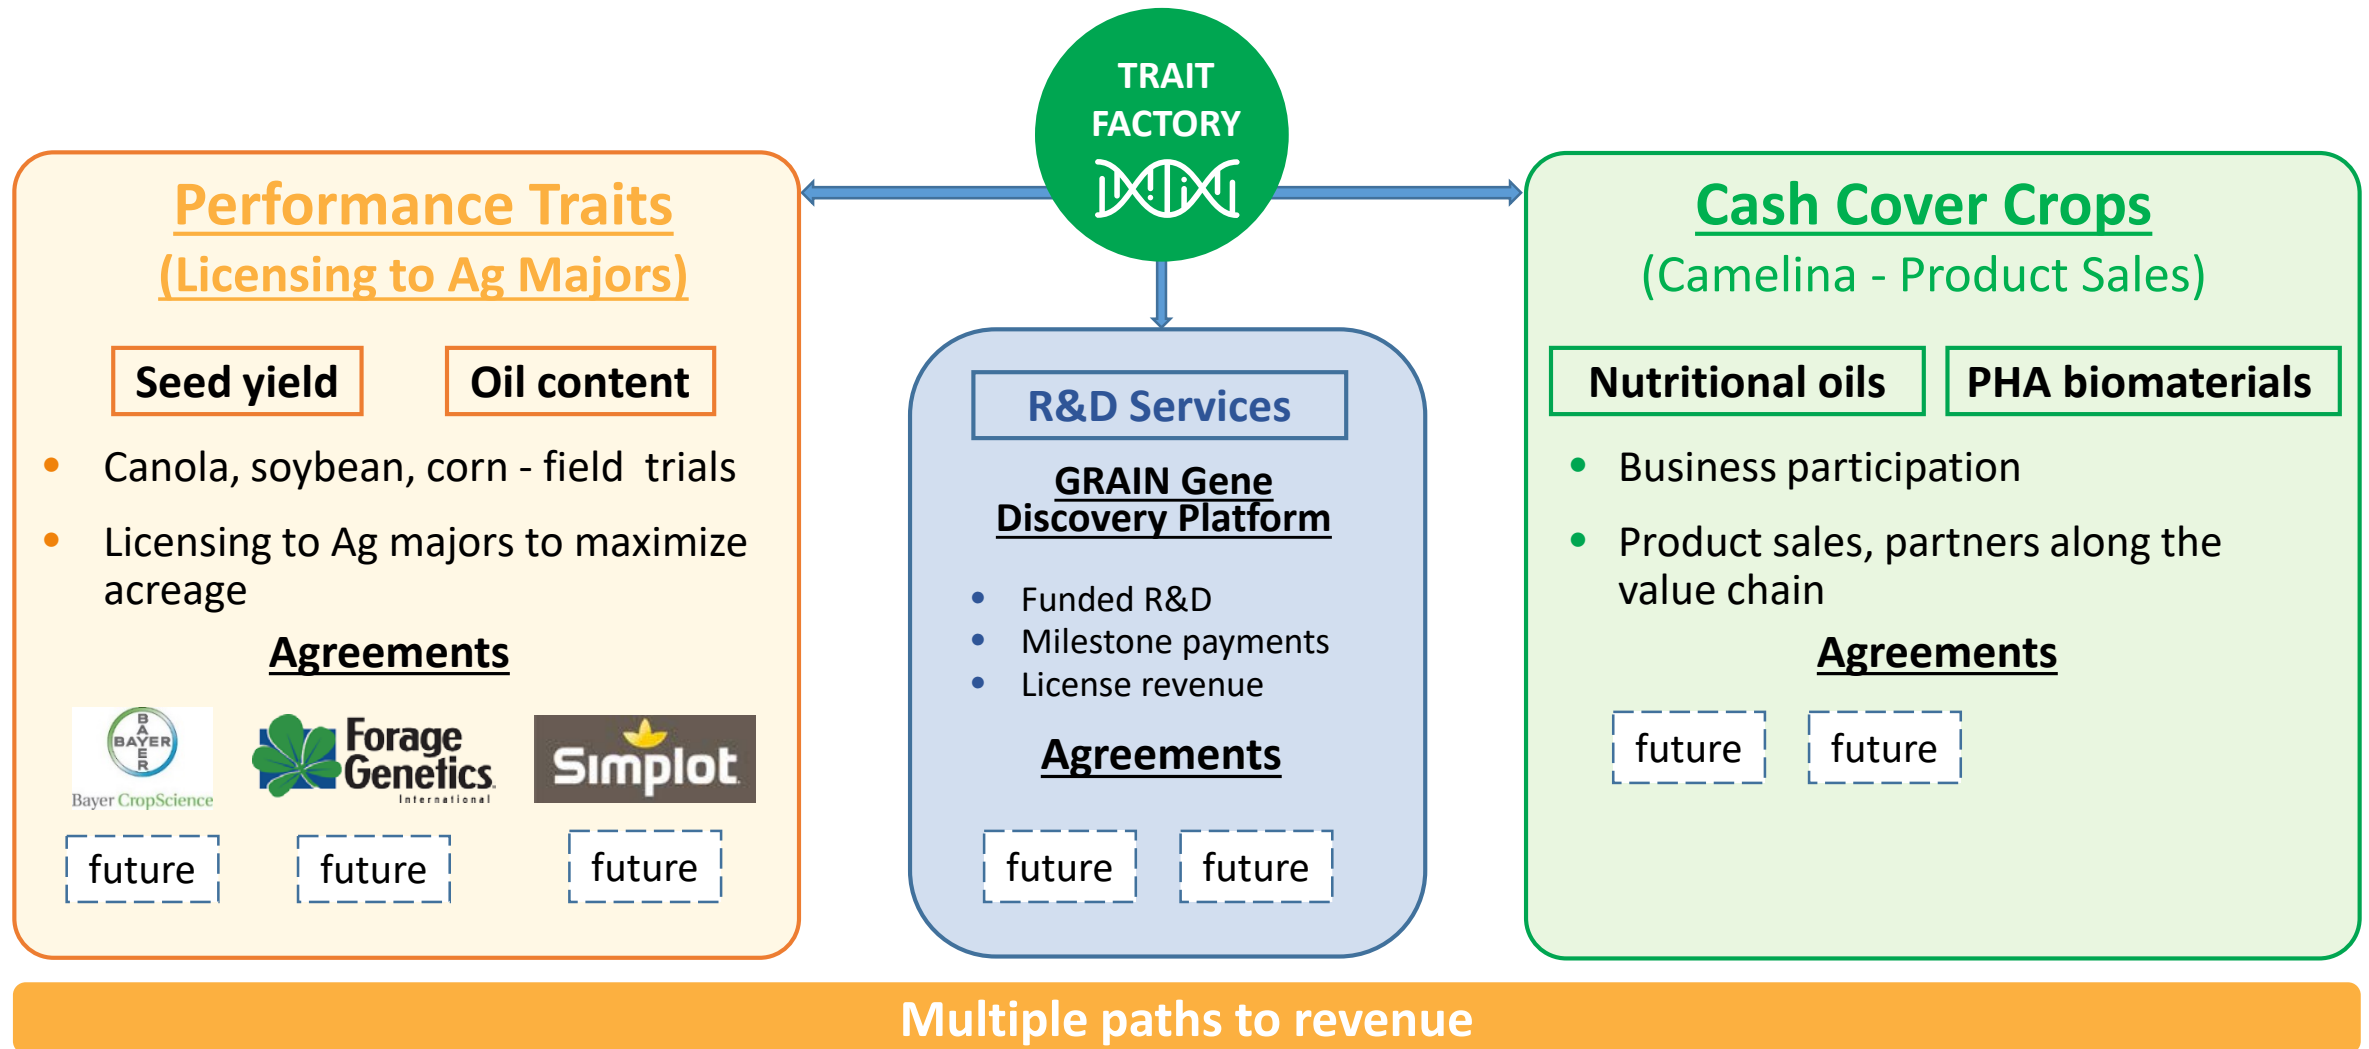 TRAIT
FACTORY
Performance Traits
(Licensing to Ag Majors)
Seed yield
Oil content
• Canola, soybean, corn - field  trials
• Licensing to Ag majors to maximize
acreage
Agreements
BAYER
BAYER
Bayer CropScience
Forage
Genetics
International
Simplot
future
future
future
R&D Services
GRAIN Gene
Discovery Platform
• Funded R&D
• Milestone payments
• License revenue
Agreements
future
future
Cash Cover Crops
(Camelina - Product Sales)
Nutritional oils
PHA biomaterials
• Business participation
• Product sales, partners along the
value chain
Agreements
future
future
Multiple paths to revenue